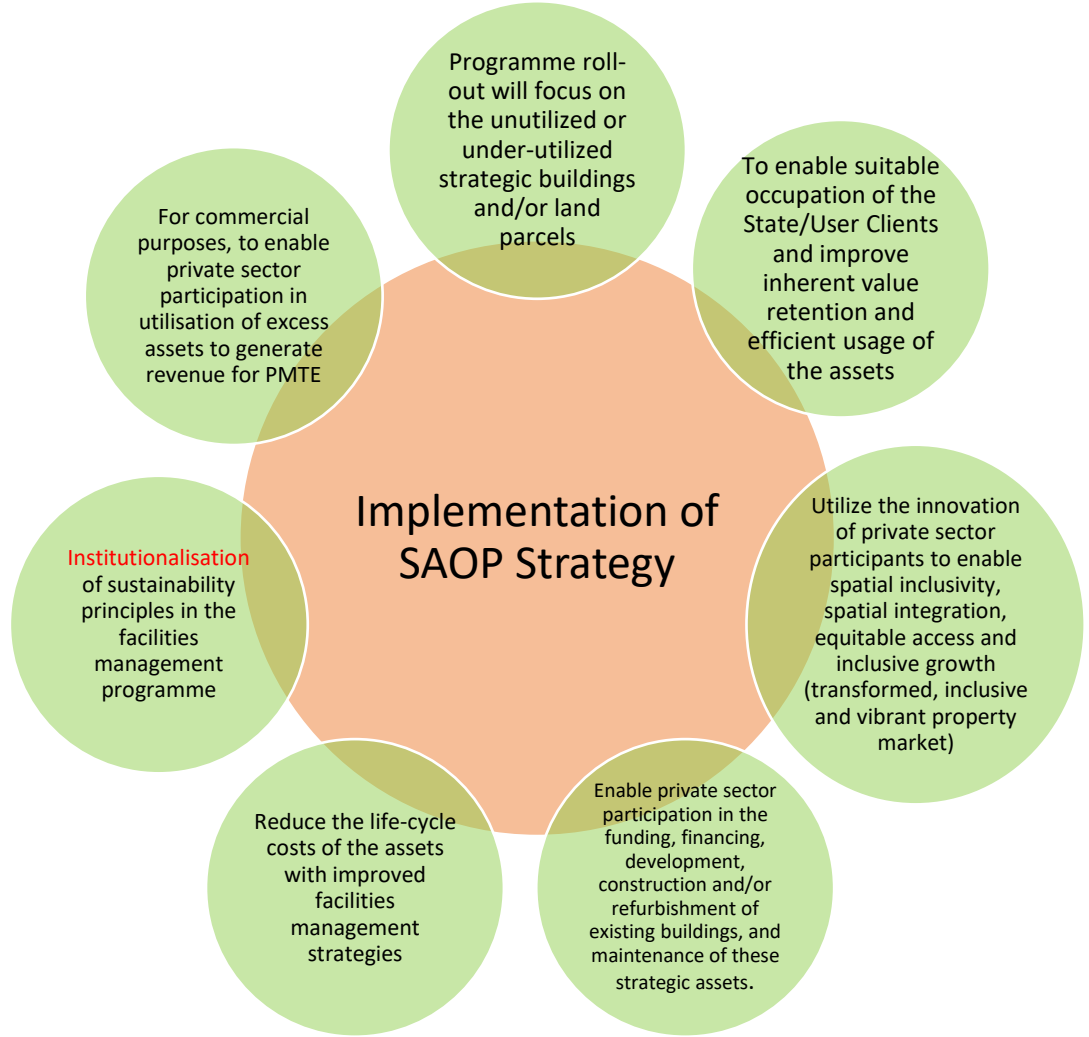 Programme roll-
out will focus on
the unutilized or
under-utilized
strategic buildings
and/or land
parcels
To enable suitable
occupation of the
State/User Clients
and improve
inherent value
retention and
efficient usage of
the assets
Utilize the innovation
of private sector
participants to enable
spatial inclusivity,
spatial integration,
equitable access and
inclusive growth
(transformed, inclusive
and vibrant property
market)
Enable private sector
participation in the
funding, financing,
development,
construction and/or
refurbishment of
existing buildings, and
maintenance of these
strategic assets.
Reduce the life-cycle
costs of the assets
with improved
facilities
management
strategies
Institutionalisation
of sustainability
principles in the
facilities
management
programme
For commercial
purposes, to enable
private sector
participation in
utilisation of excess
assets to generate
revenue for PMTE
Implementation of
SAOP Strategy